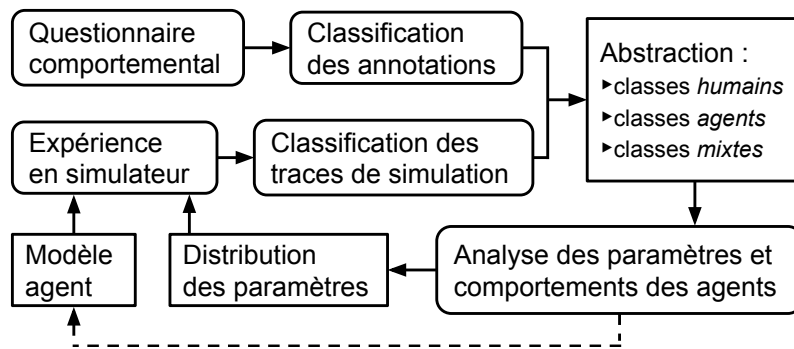 Questionnaire
comportemental
Classification
des annotations
Abstraction :
▸classes humains
▸classes agents
▸classes mixtes
Expérience
en simulateur
Classification des
traces de simulation
Modèle
agent
Distribution
des paramètres
Analyse des paramètres et
comportements des agents